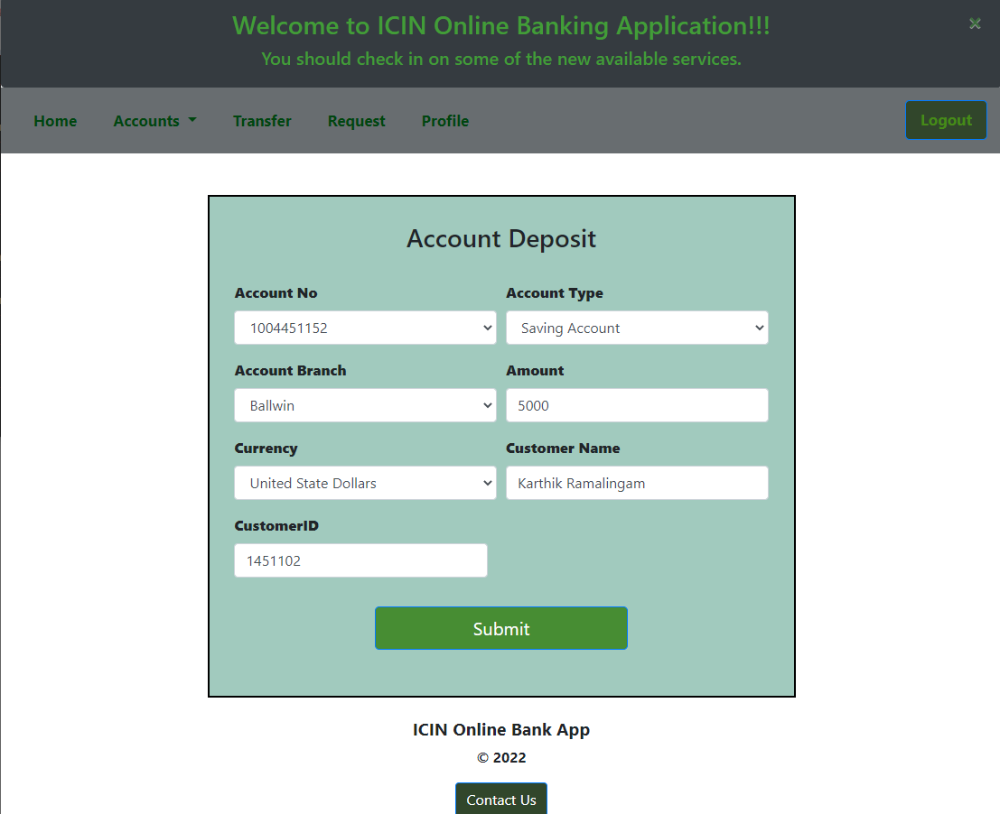 Welcome to ICIN Online Banking Application!!!
×
You should check in on some of the new available services.
Home Accounts Transfer Request Profile Logout
Account Deposit
Account No Account Type
1004451152 Saving Account
Account Branch Amount
Ballwin 5000
Currency Customer Name
United State Dollars Karthik Ramalingam
CustomerID
1451102
Submit
ICIN Online Bank App
© 2022
Contact Us